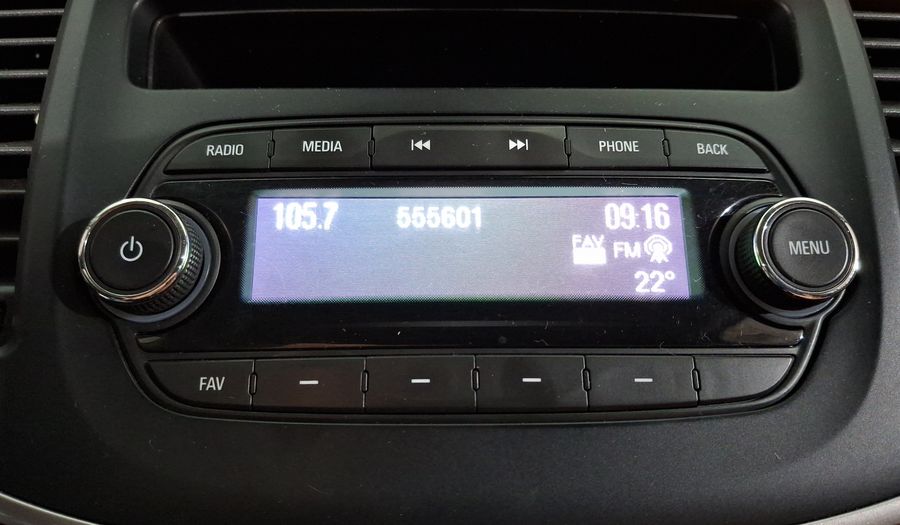 RADIO MEDIA PHONE BACK
105.7 555601 09:16
FAV FM
22°
MENU
FAV